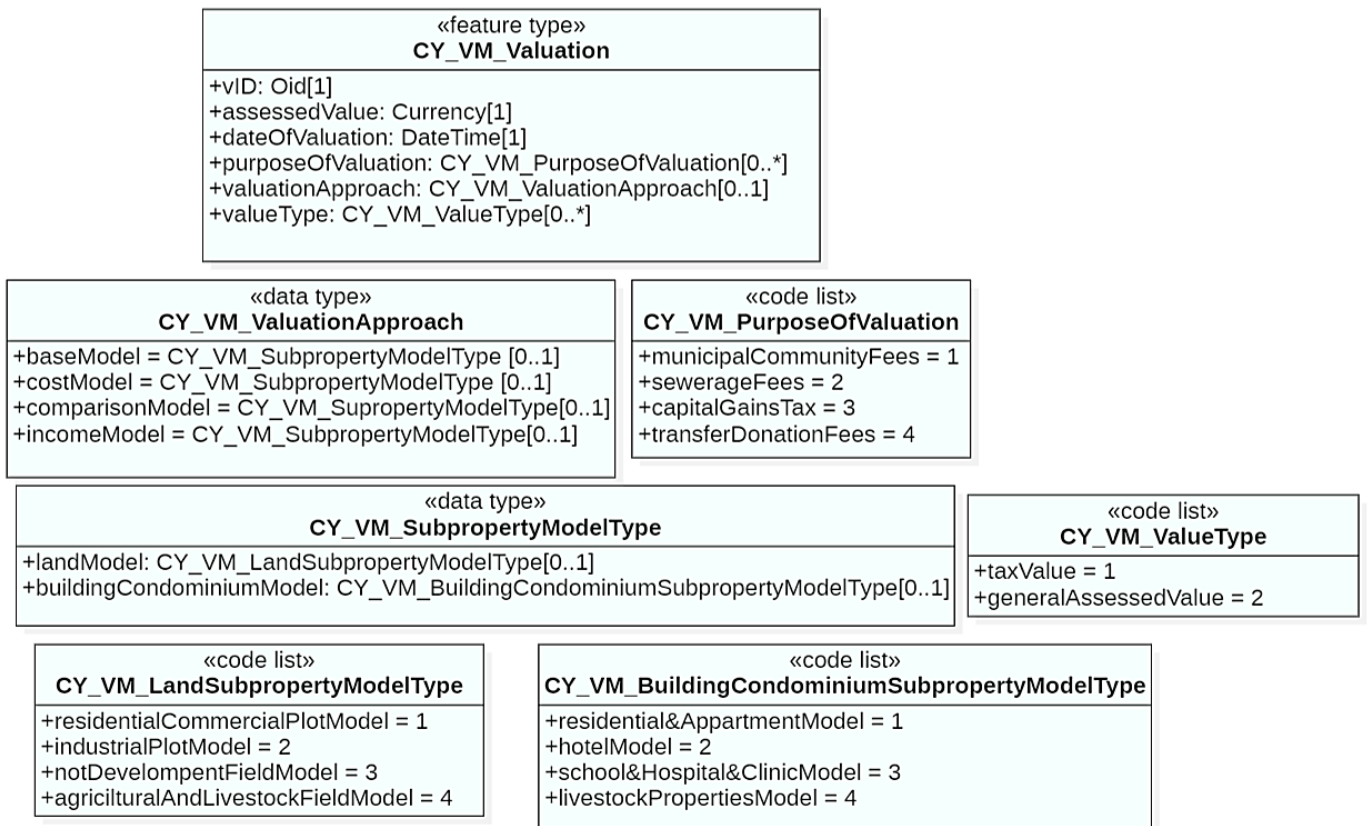 «feature type»
CY_VM_Valuation
+vID: Oid[1]
+assessedValue: Currency[1]
+dateOfValuation: DateTime[1]
+purposeOfValuation: CY_VM_PurposeOfValuation[0..*]
+valuationApproach: CY_VM_ValuationApproach[0..1]
+valueType: CY_VM_ValueType[0..*]
«data type»
CY_VM_ValuationApproach
+baseModel = CY_VM_SubpropertyModelType [0..1]
+costModel = CY_VM_SubpropertyModelType [0..1]
+comparisonModel = CY_VM_SupropertyModelType[0..1]
+incomeModel = CY_VM_SubpropertyModelType[0..1]
«code list»
CY_VM_PurposeOfValuation
+municipalCommunityFees = 1
+sewerageFees = 2
+capitalGainsTax = 3
+transferDonationFees = 4
«data type»
CY_VM_SubpropertyModelType
+landModel: CY_VM_LandSubpropertyModelType[0..1]
+buildingCondominiumModel: CY_VM_BuildingCondominiumSubpropertyModelType[0..1]
«code list»
CY_VM_ValueType
+taxValue = 1
+generalAssessedValue = 2
«code list»
CY_VM_LandSubpropertyModelType
+residentialCommercialPlotModel = 1
+industrialPlotModel = 2
+notDevelompentFieldModel = 3
+agricilturalAndLivestockFieldModel = 4
«code list»
CY_VM_BuildingCondominiumSubpropertyModelType
+residential&AppartmentModel = 1
+hotelModel = 2
+school&Hospital&ClinicModel = 3
+livestockPropertiesModel = 4